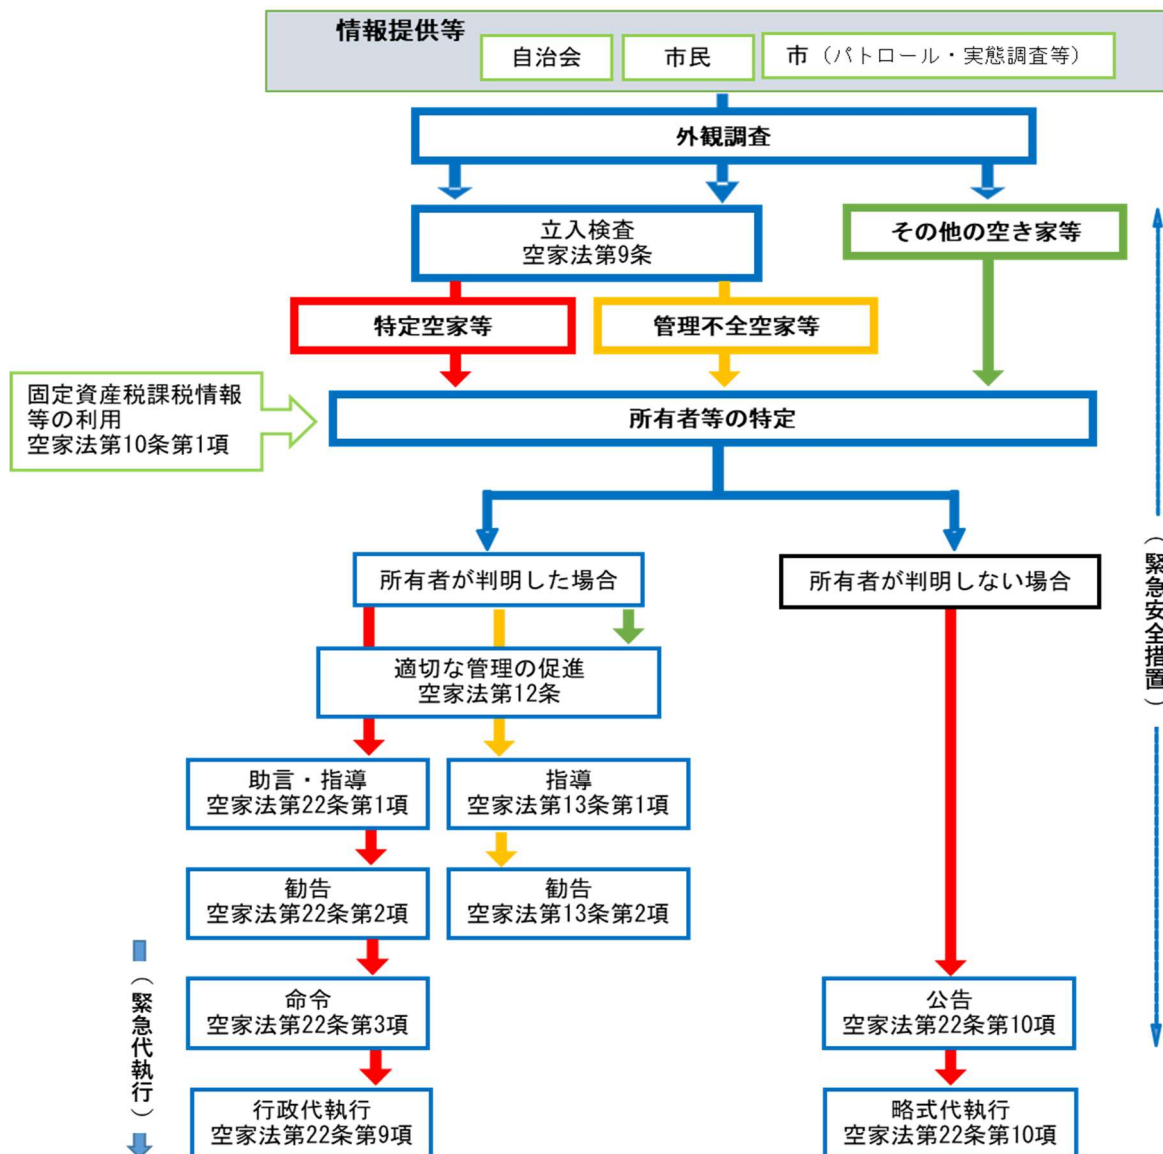 情報提供等
自治会
市民
市（パトロール・実態調査等）
外観調査
立入検査
空家法第9条
その他の空き家等
特定空家等
管理不全空家等
固定資産税課税情報
等の利用
空家法第10条第1項
所有者等の特定
所有者が判明した場合
所有者が判明しない場合
（緊急安全措置）
適切な管理の促進
空家法第12条
助言・指導
空家法第22条第1項
指導
空家法第13条第1項
勧告
空家法第22条第2項
勧告
空家法第13条第2項
（緊急代執行）
命令
空家法第22条第3項
公告
空家法第22条第10項
行政代執行
空家法第22条第9項
略式代執行
空家法第22条第10項